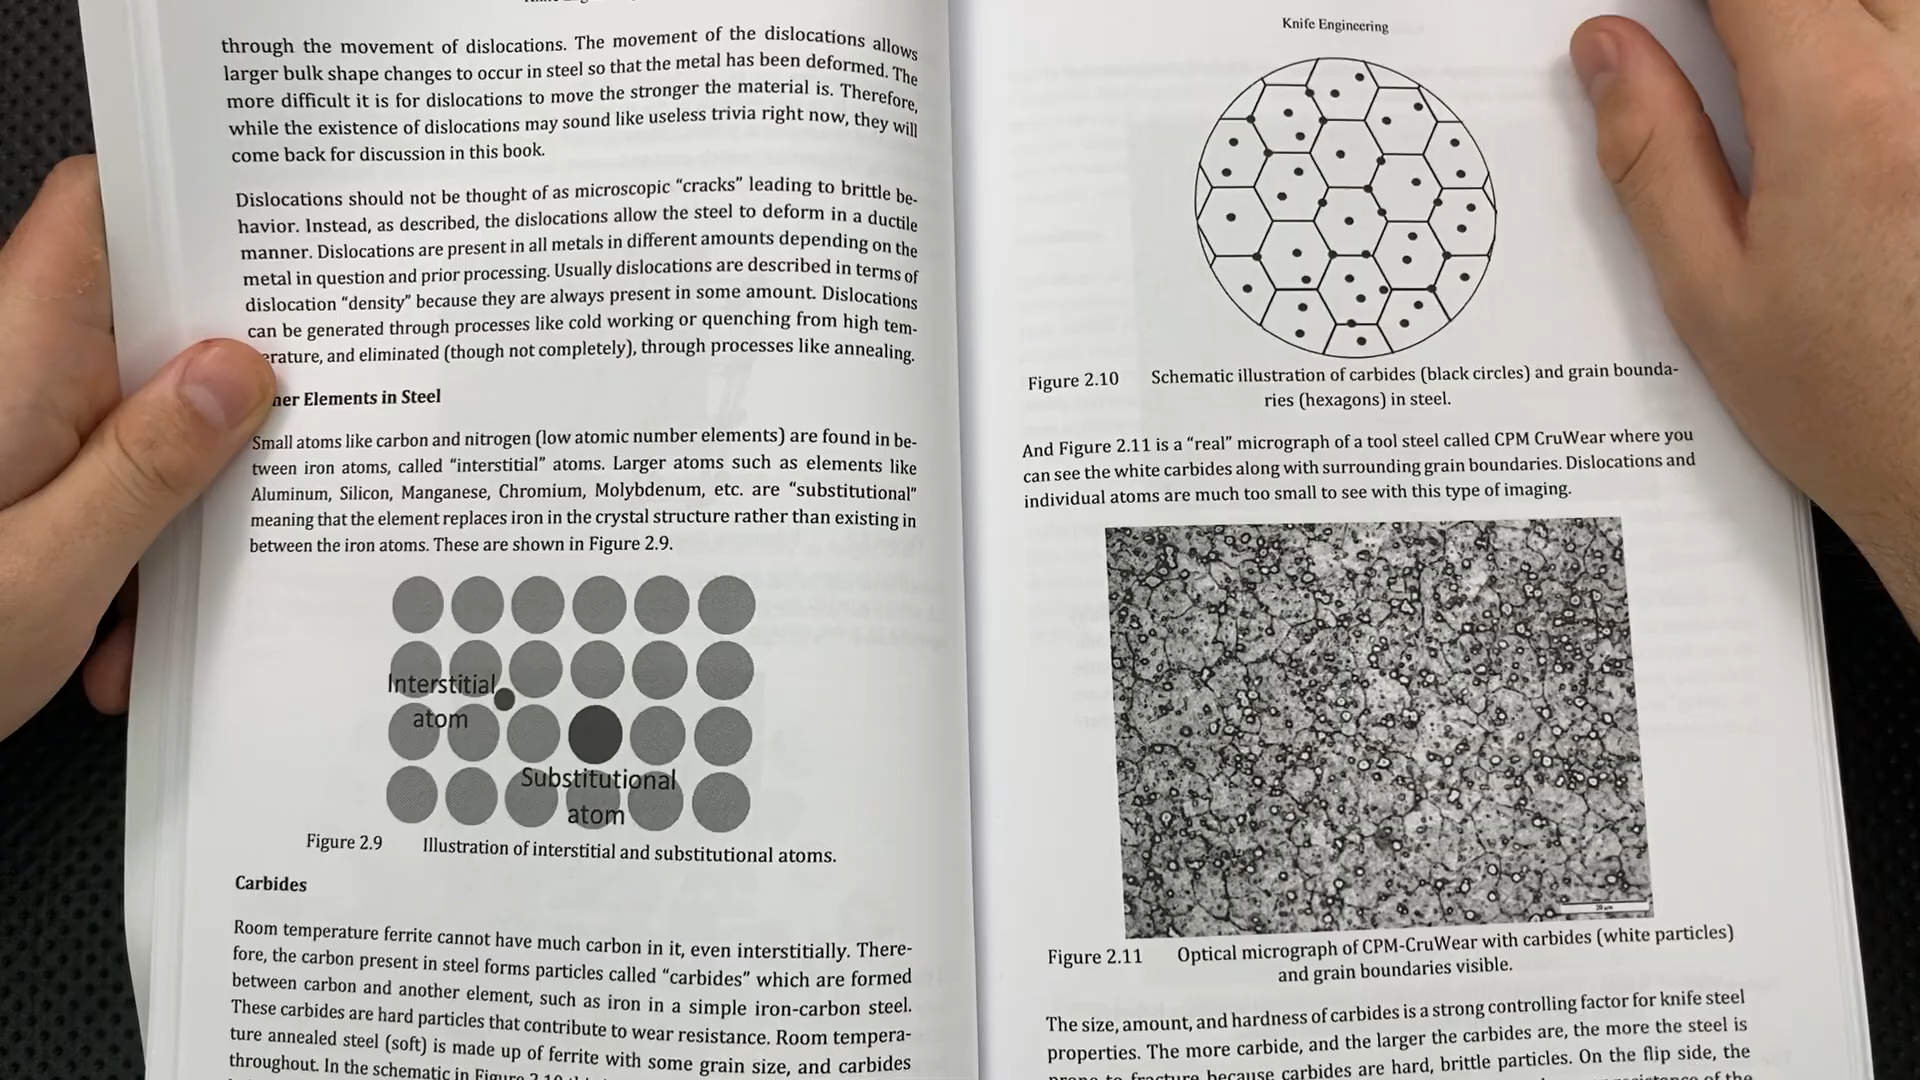 through the movement of dislocations. The movement of the dislocations allows
larger bulk shape changes to occur in steel so that the metal has been deformed. The
more difficult it is for dislocations to move the stronger the material is. Therefore,
while the existence of dislocations may sound like useless trivia right now, they will
come back for discussion in this book.
Dislocations should not be thought of as microscopic “cracks” leading to brittle be-
havior. Instead, as described, the dislocations allow the steel to deform in a ductile
manner. Dislocations are present in all metals in different amounts depending on the
metal in question and prior processing. Usually dislocations are described in terms of
dislocation “density” because they are always present in some amount. Dislocations
can be generated through processes like cold working or quenching from high tem-
erature, and eliminated (though not completely), through processes like annealing.
her Elements in Steel
Small atoms like carbon and nitrogen (low atomic number elements) are found in be-
tween iron atoms, called “interstitial” atoms. Larger atoms such as elements like
Aluminum, Silicon, Manganese, Chromium, Molybdenum, etc. are “substitutional”
meaning that the element replaces iron in the crystal structure rather than existing in
between the iron atoms. These are shown in Figure 2.9.
Interstitial
atom
Substitutional
atom
Figure 2.9 Illustration of interstitial and substitutional atoms.
Carbides
Room temperature ferrite cannot have much carbon in it, even interstitially. There-
fore, the carbon present in steel forms particles called “carbides” which are formed
between carbon and another element, such as iron in a simple iron-carbon steel.
These carbides are hard particles that contribute to wear resistance. Room tempera-
ture annealed steel (soft) is made up of ferrite with some grain size, and carbides
throughout. In the schematic in Figure 2.10
Knife Engineering
Figure 2.10 Schematic illustration of carbides (black circles) and grain bounda-
ries (hexagons) in steel.
And Figure 2.11 is a “real” micrograph of a tool steel called CPM CruWear where you
can see the white carbides along with surrounding grain boundaries. Dislocations and
individual atoms are much too small to see with this type of imaging.
Figure 2.11 Optical micrograph of CPM-CruWear with carbides (white particles)
and grain boundaries visible.
The size, amount, and hardness of carbides is a strong controlling factor for knife steel
properties. The more carbide, and the larger the carbides are, the more the steel is
prone to fracture because carbides are hard, brittle particles. On the flip side, the